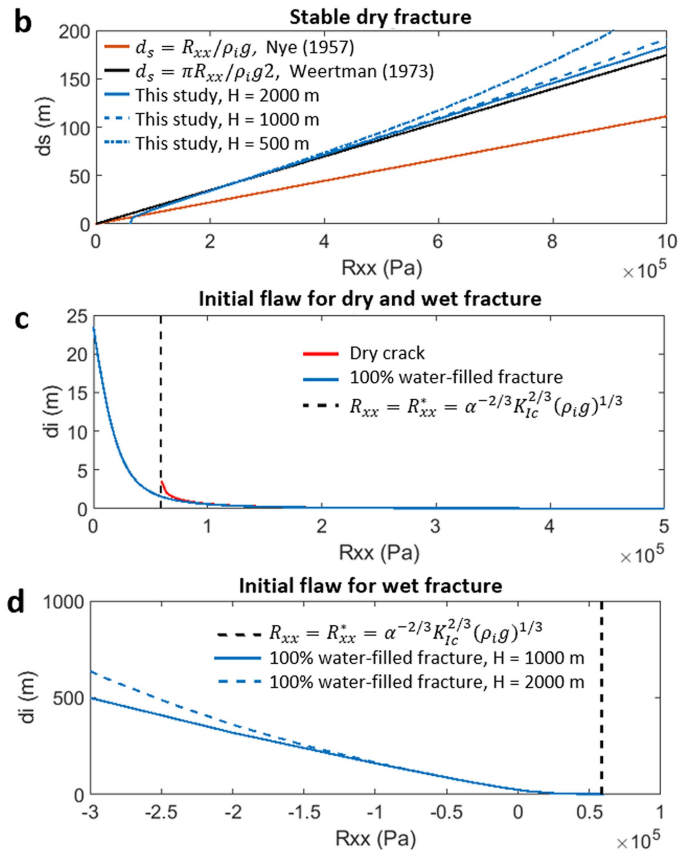 b
Stable dry fracture
200
150
100
50
0
ds (m)
d_s = R_xx/ρ_i g, Nye (1957)
d_s = πR_xx/ρ_i g2, Weertman (1973)
This study, H = 2000 m
This study, H = 1000 m
This study, H = 500 m
0 2 4 6 8 10
Rxx (Pa)
×10^5
c
Initial flaw for dry and wet fracture
25
20
15
10
5
0
di (m)
Dry crack
100% water-filled fracture
R_xx = R*_xx = α^{-2/3}K_{Ic}^{2/3}(ρ_i g)^{1/3}
0 1 2 3 4 5
Rxx (Pa)
×10^5
d
Initial flaw for wet fracture
1000
500
0
di (m)
R_xx = R*_xx = α^{-2/3}K_{Ic}^{2/3}(ρ_i g)^{1/3}
100% water-filled fracture, H = 1000 m
100% water-filled fracture, H = 2000 m
-3 -2.5 -2 -1.5 -1 -0.5 0 0.5 1
Rxx (Pa)
×10^5